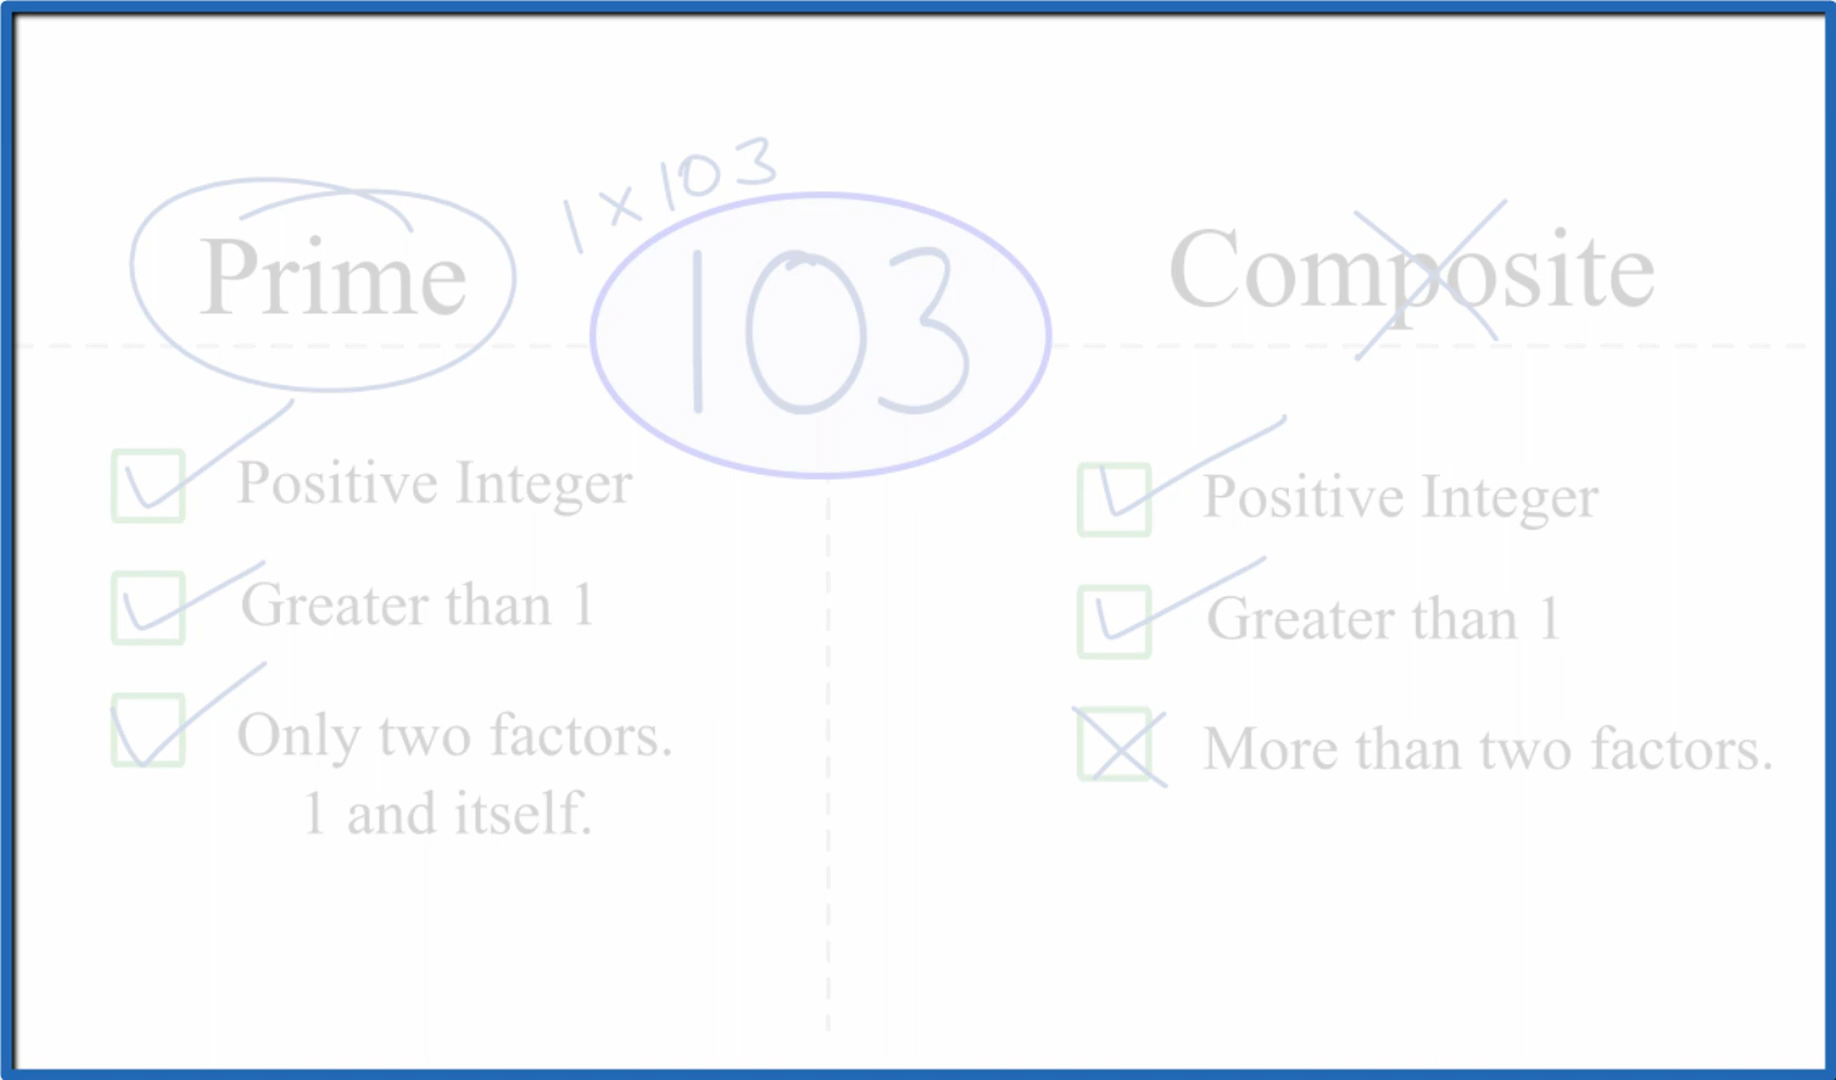 1 x 103
Prime
103
Composite
Positive Integer
Greater than 1
Only two factors.
1 and itself.
Positive Integer
Greater than 1
More than two factors.